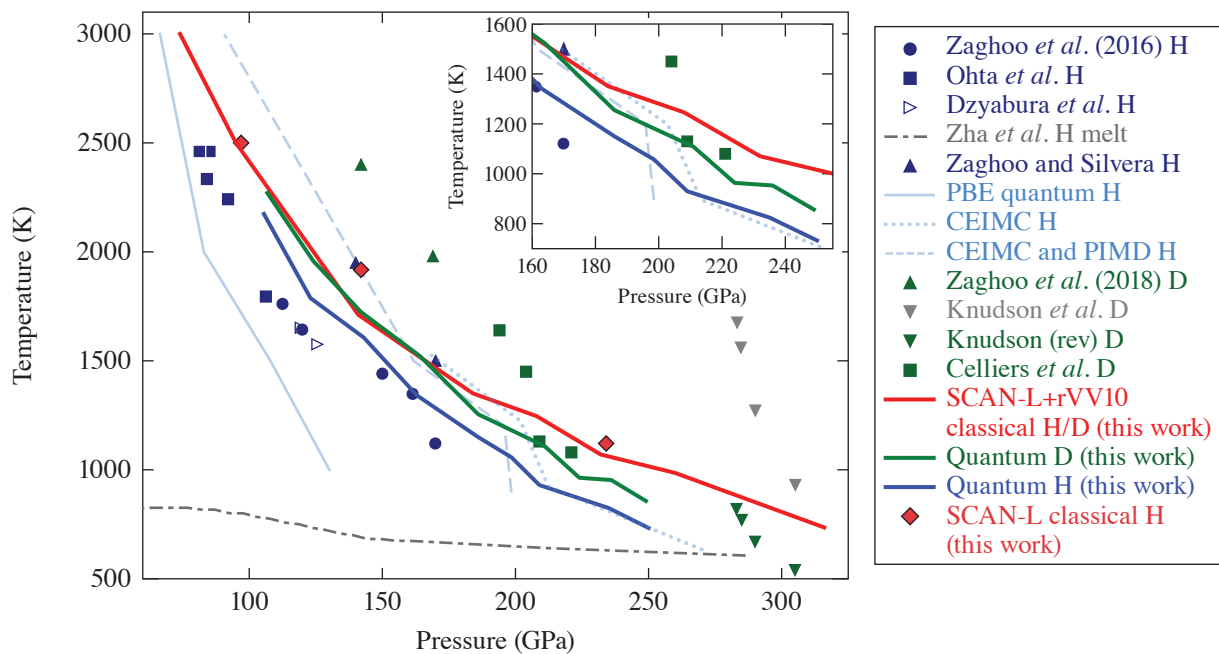 3000
2500
2000
1500
1000
500
Temperature (K)
100
150
200
250
300
Pressure (GPa)
1600
1400
1200
1000
800
Temperature (K)
160
180
200
220
240
Pressure (GPa)
Zaghoo et al. (2016) H
Ohta et al. H
Dzyabura et al. H
Zha et al. H melt
Zaghoo and Silvera H
PBE quantum H
CEIMC H
CEIMC and PIMD H
Zaghoo et al. (2018) D
Knudson et al. D
Knudson (rev) D
Celliers et al. D
SCAN-L+rVV10
classical H/D (this work)
Quantum D (this work)
Quantum H (this work)
SCAN-L classical H
(this work)